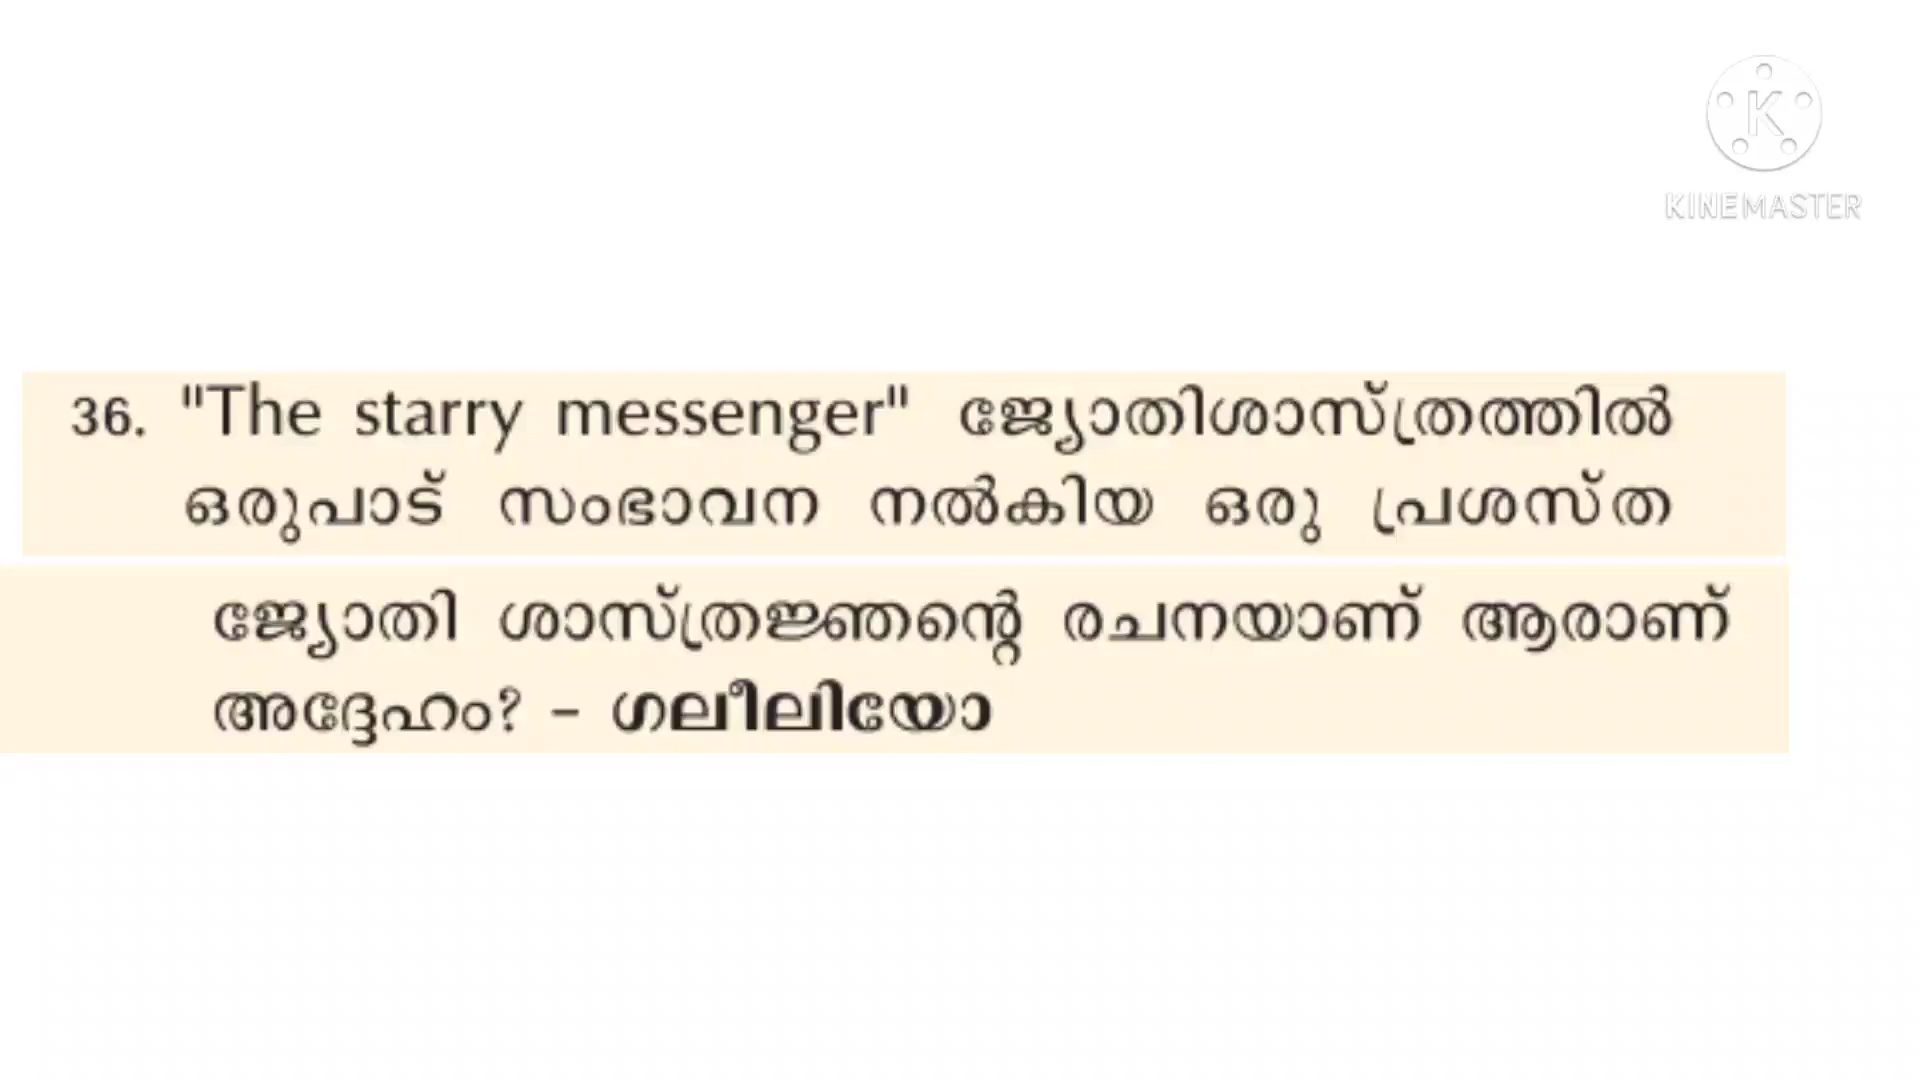 KINEMASTER
36. "The starry messenger" ജ്യോതിശാസ്ത്രത്തിൽ
ഒരുപാട് സംഭാവന നൽകിയ ഒരു പ്രശസ്ത
ജ്യോതി ശാസ്ത്രജ്ഞന്റെ രചനയാണ് ആരാണ്
അദ്ദേഹം? – ഗലീലിയോ